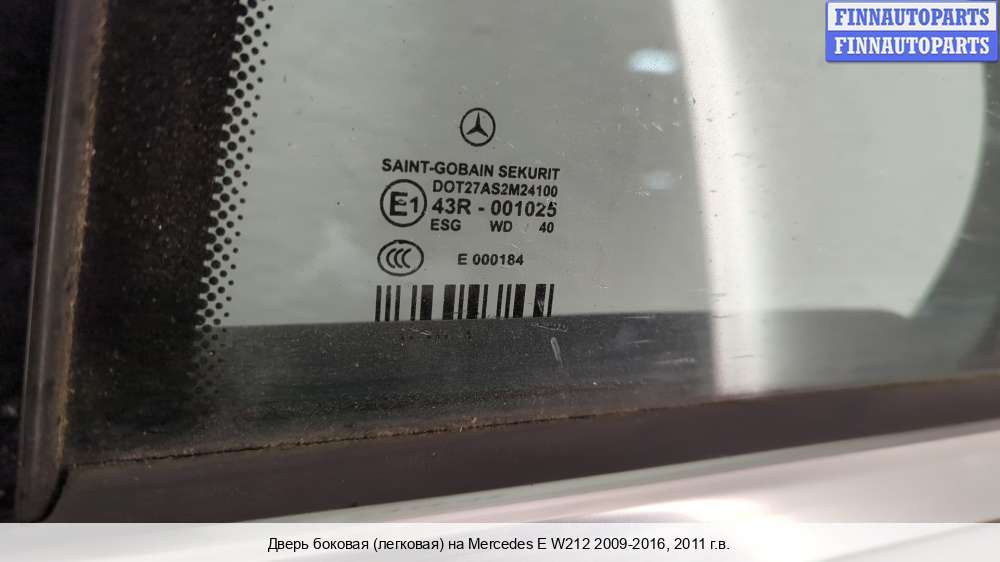 FINNAUTOPARTS
FINNAUTOPARTS
SAINT-GOBAIN SEKURIT
DOT27AS2M24100
E1 43R - 001025
ESG WD 40
CCC E 000184
Дверь боковая (легковая) на Mercedes E W212 2009-2016, 2011 г.в.